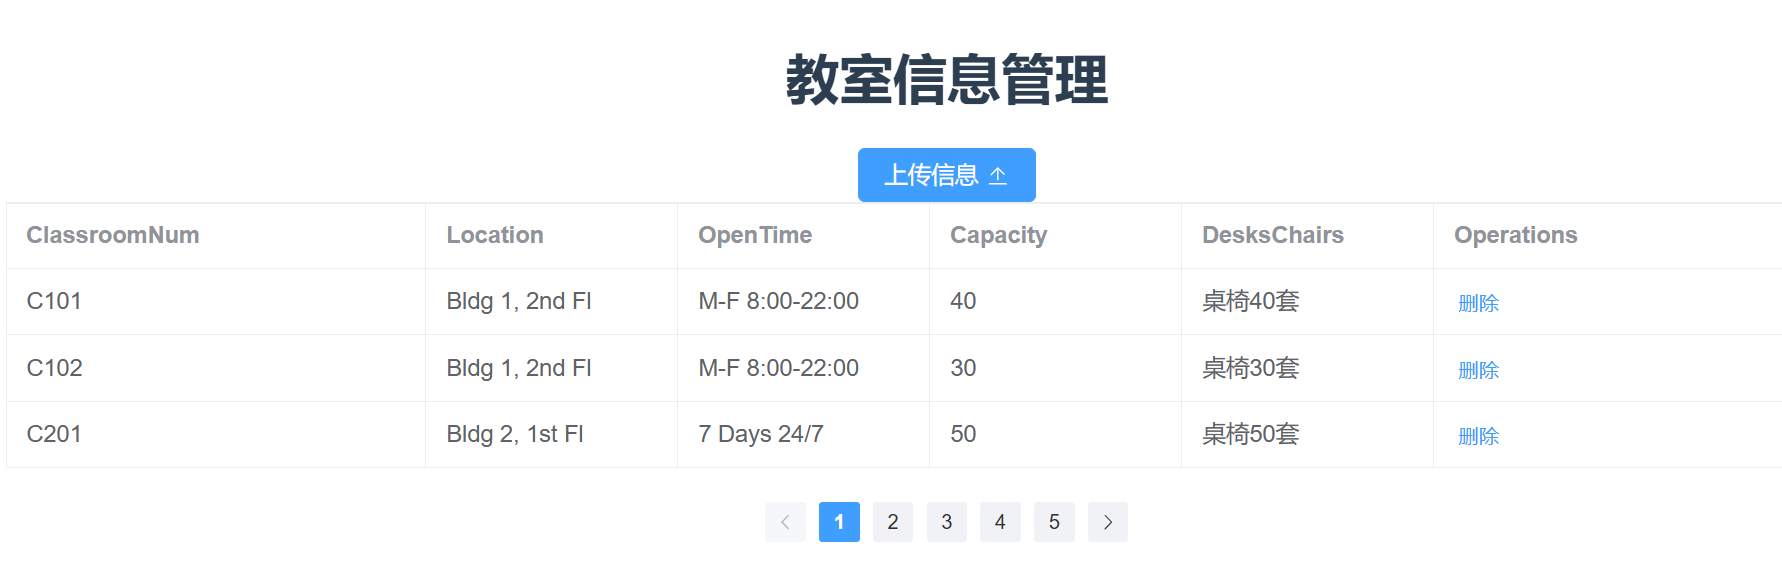 教室信息管理
上传信息
ClassroomNum Location OpenTime Capacity DesksChairs Operations
C101 Bldg 1, 2nd Fl M-F 8:00-22:00 40 桌椅40套 删除
C102 Bldg 1, 2nd Fl M-F 8:00-22:00 30 桌椅30套 删除
C201 Bldg 2, 1st Fl 7 Days 24/7 50 桌椅50套 删除
1 2 3 4 5